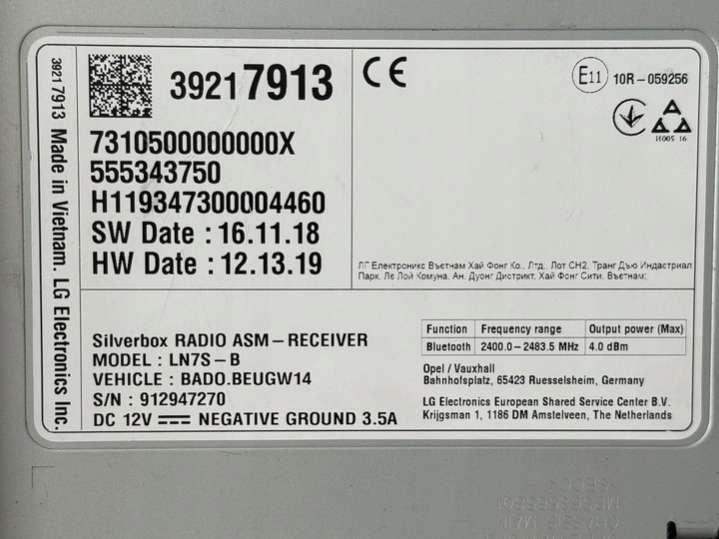 39217913 Made in Vietnam. LG Electronics Inc.
39217913
CE
E11 10R-059256
7310500000000X
555343750
H119347300004460
И005 16
SW Date : 16.11.18
HW Date : 12.13.19
ЛГ Електроникс Вьетнам Хай Фонг Ко., Лтд., Лот СН2, Транг Дъю Индастриал
Парк, Ле Лой Комуна, Ан, Дуонг Дистрикт, Хай Фонг Сити, Вьетнам;
Silverbox RADIO ASM-RECEIVER
MODEL : LN7S-B
VEHICLE : BADO.BEUGW14
S/N : 912947270
DC 12V NEGATIVE GROUND 3.5A
Function Frequency range Output power (Max)
Bluetooth 2400.0-2483.5 MHz 4.0 dBm
Opel / Vauxhall
Bahnhofsplatz, 65423 Ruesselsheim, Germany
LG Electronics European Shared Service Center B.V.
Krijgsman 1, 1186 DM Amstelveen, The Netherlands